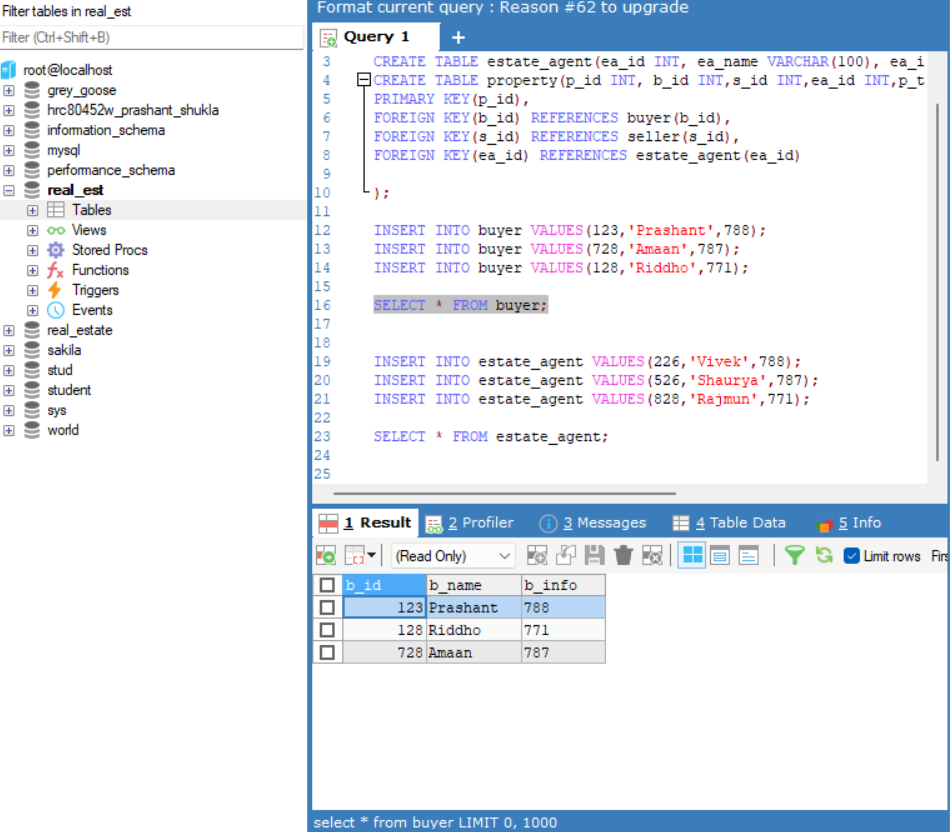 Filter tables in real_est
Filter (Ctrl+Shift+B)
root@localhost
grey_goose
hrc80452w_prashant_shukla
information_schema
mysql
performance_schema
real_est
Tables
Views
Stored Procs
Functions
Triggers
Events
real_estate
sakila
stud
student
sys
world
Format current query : Reason #62 to upgrade
Query 1 +
3 CREATE TABLE estate_agent(ea_id INT, ea_name VARCHAR(100), ea_i
4 CREATE TABLE property(p_id INT, b_id INT,s_id INT,ea_id INT,p_t
5 PRIMARY KEY(p_id),
6 FOREIGN KEY(b_id) REFERENCES buyer(b_id),
7 FOREIGN KEY(s_id) REFERENCES seller(s_id),
8 FOREIGN KEY(ea_id) REFERENCES estate_agent(ea_id)
9
10 );
11
12 INSERT INTO buyer VALUES(123,'Prashant',788);
13 INSERT INTO buyer VALUES(728,'Amaan',787);
14 INSERT INTO buyer VALUES(128,'Riddho',771);
15
16 SELECT * FROM buyer;
17
18
19 INSERT INTO estate_agent VALUES(226,'Vivek',788);
20 INSERT INTO estate_agent VALUES(526,'Shaurya',787);
21 INSERT INTO estate_agent VALUES(828,'Rajmun',771);
22
23 SELECT * FROM estate_agent;
24
25
1 Result 2 Profiler 3 Messages 4 Table Data 5 Info
(Read Only) Limit rows Firs
b_id b_name b_info
123 Prashant 788
128 Riddho 771
728 Amaan 787
select * from buyer LIMIT 0, 1000